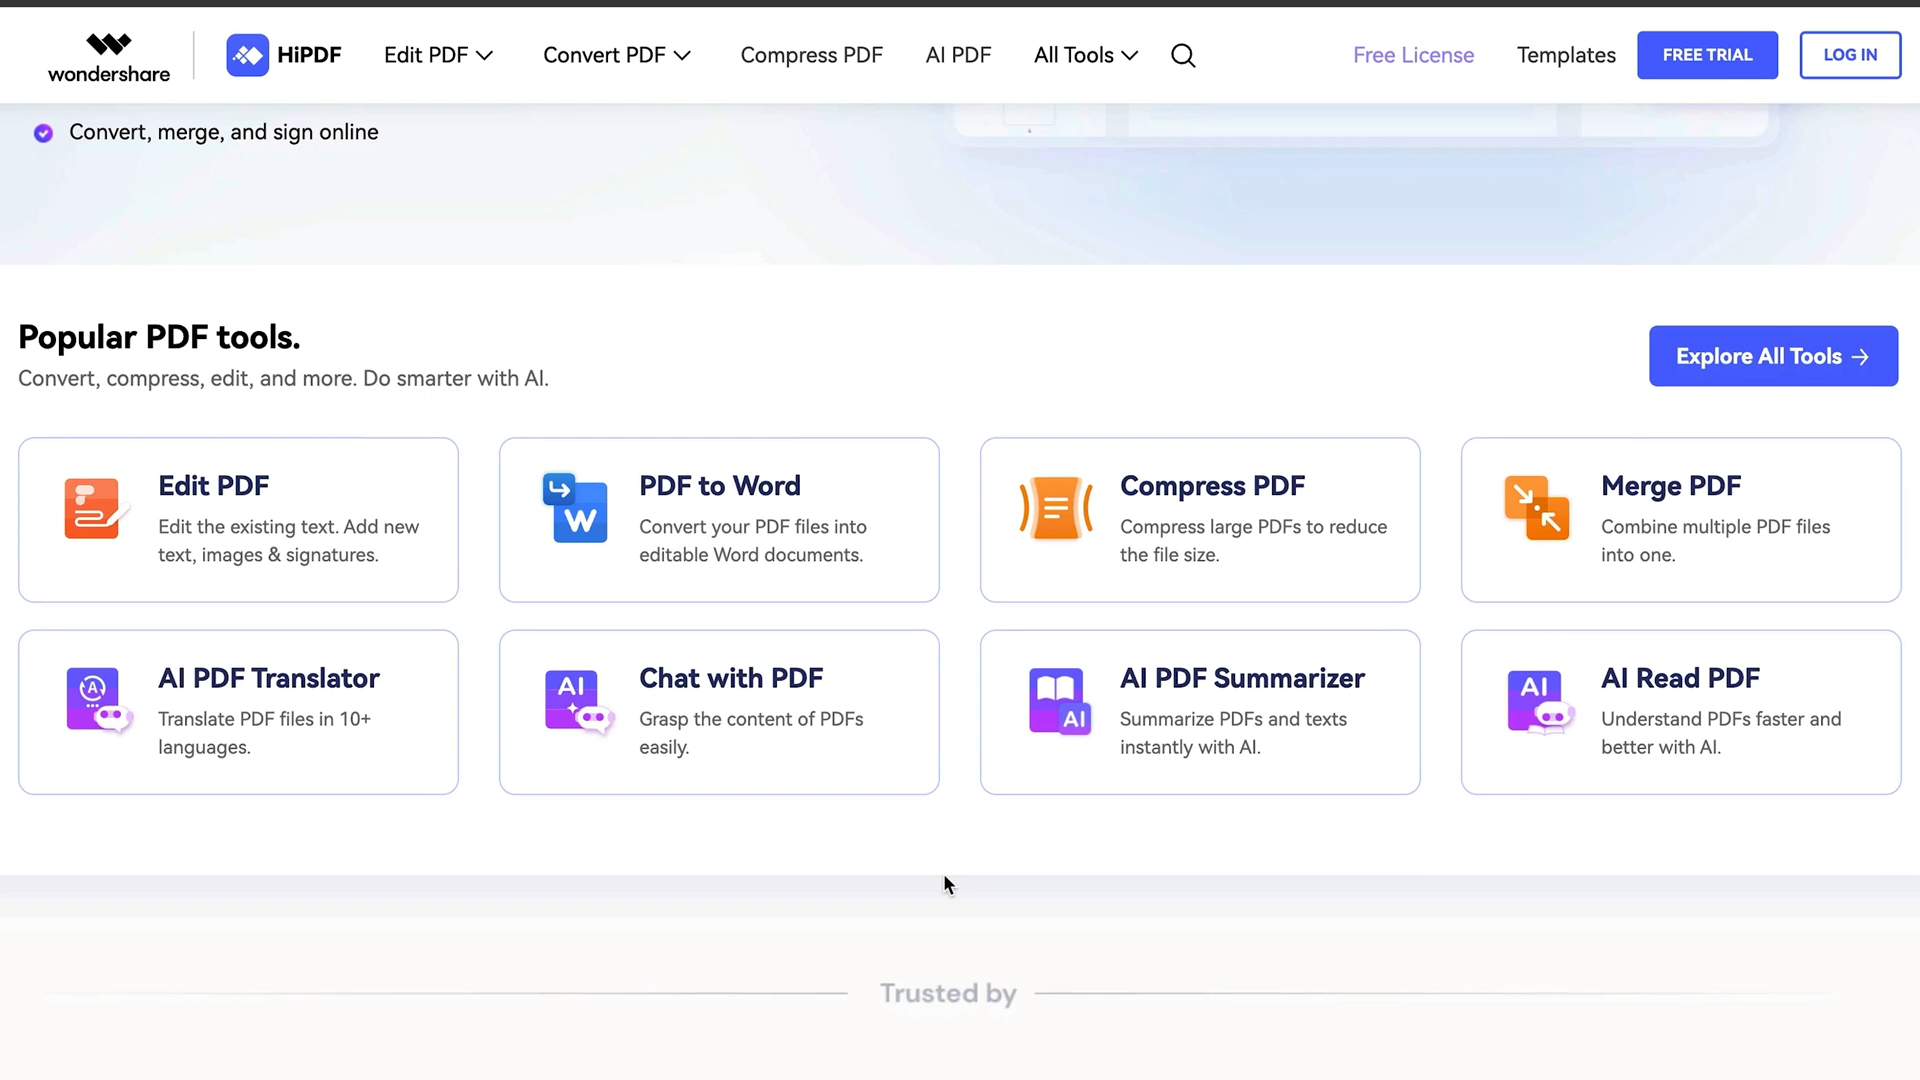 wondershare
HiPDF
Edit PDF
Convert PDF
Compress PDF
AI PDF
All Tools
Free License
Templates
FREE TRIAL
LOG IN
Convert, merge, and sign online
Popular PDF tools.
Convert, compress, edit, and more. Do smarter with AI.
Explore All Tools →
Edit PDF
Edit the existing text. Add new
text, images & signatures.
W
PDF to Word
Convert your PDF files into
editable Word documents.
Compress PDF
Compress large PDFs to reduce
the file size.
Merge PDF
Combine multiple PDF files
into one.
A
AI PDF Translator
Translate PDF files in 10+
languages.
AI
Chat with PDF
Grasp the content of PDFs
easily.
AI
AI PDF Summarizer
Summarize PDFs and texts
instantly with AI.
AI
AI Read PDF
Understand PDFs faster and
better with AI.
Trusted by